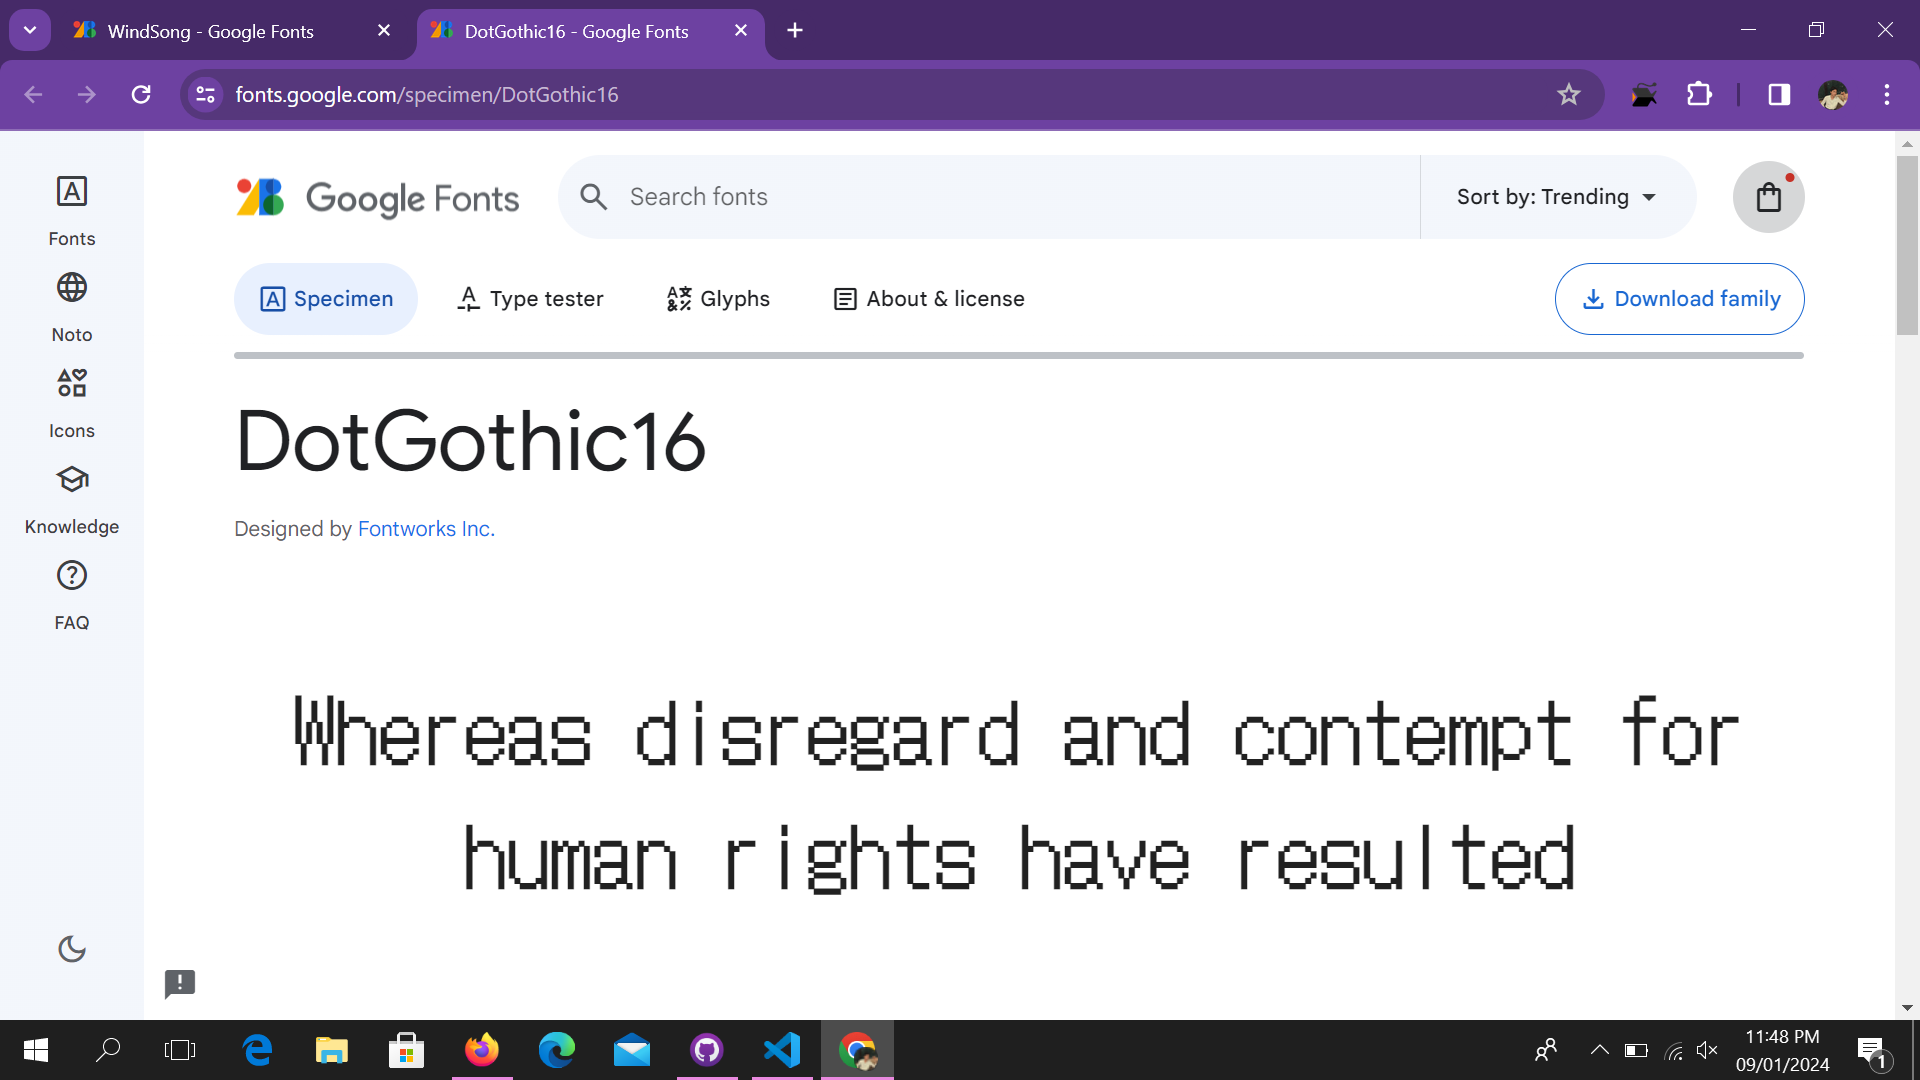 WindSong - Google Fonts
DotGothic16 - Google Fonts
fonts.google.com/specimen/DotGothic16
Fonts
Noto
Icons
Knowledge
FAQ
Google Fonts
Search fonts
Sort by: Trending
Specimen
Type tester
Glyphs
About & license
Download family
DotGothic16
Designed by Fontworks Inc.
Whereas disregard and contempt for
human rights have resulted
11:48 PM
09/01/2024
1